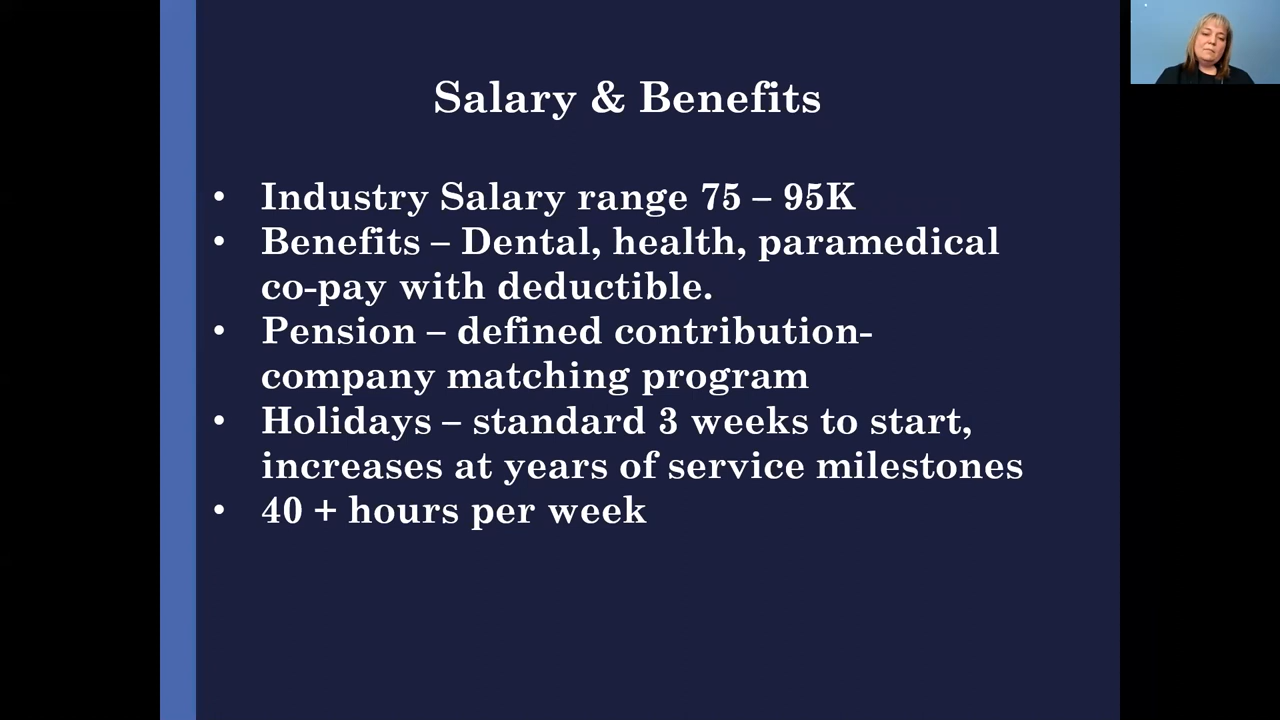 Salary & Benefits
• Industry Salary range 75 – 95K
• Benefits – Dental, health, paramedical
co-pay with deductible.
• Pension – defined contribution-
company matching program
• Holidays – standard 3 weeks to start,
increases at years of service milestones
• 40 + hours per week